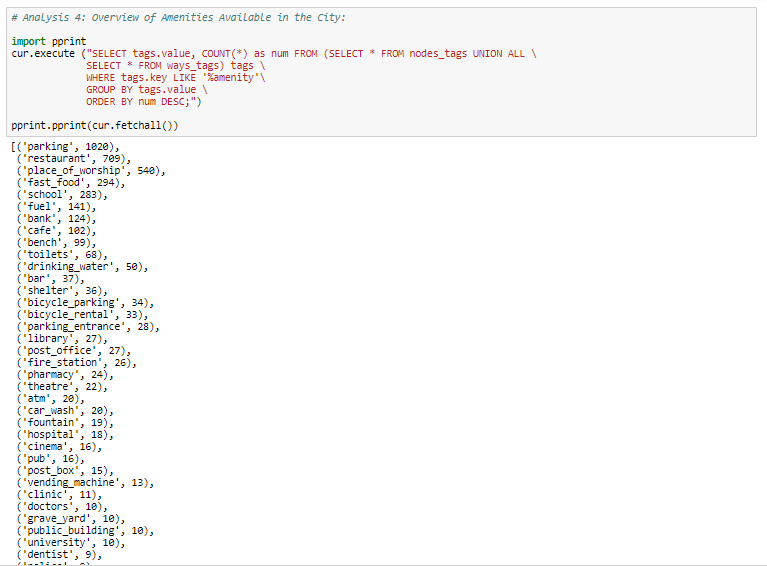 # Analysis 4: Overview of Amenities Available in the City:
import pprint
cur.execute ("SELECT tags.value, COUNT(*) as num FROM (SELECT * FROM nodes_tags UNION ALL \
SELECT * FROM ways_tags) tags \
WHERE tags.key LIKE '%amenity'\
GROUP BY tags.value \
ORDER BY num DESC;")
pprint.pprint(cur.fetchall())
[('parking', 1020),
('restaurant', 709),
('place_of_worship', 540),
('fast_food', 294),
('school', 283),
('fuel', 141),
('bank', 124),
('cafe', 102),
('bench', 99),
('toilets', 68),
('drinking_water', 50),
('bar', 37),
('shelter', 36),
('bicycle_parking', 34),
('bicycle_rental', 33),
('parking_entrance', 28),
('library', 27),
('post_office', 27),
('fire_station', 26),
('pharmacy', 24),
('theatre', 22),
('atm', 20),
('car_wash', 20),
('fountain', 19),
('hospital', 18),
('cinema', 16),
('pub', 16),
('post_box', 15),
('vending_machine', 13),
('clinic', 11),
('doctors', 10),
('grave_yard', 10),
('public_building', 10),
('university', 10),
('dentist', 9),